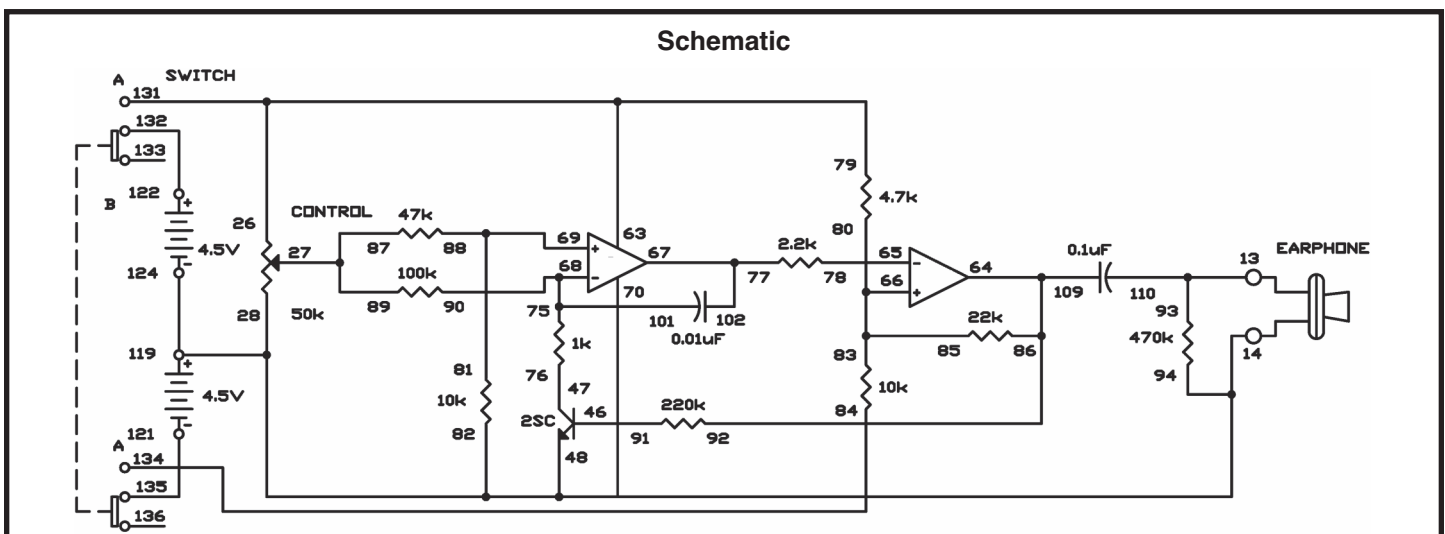 Schematic
A SWITCH
131
132
133
B 122
+
4.5V
-
124
119
+
4.5V
-
121
A
134
135
136
26
CONTROL
27
28
50k
47k
87 88
100k
89 90
81
10k
82
69
+
68
-
63
67
70
75
101 102
0.01uF
1k
76
47
2SC
46
48
220k
91 92
77
2.2k
78
79
4.7k
80
65
-
66
+
64
22k
85 86
83
10k
84
0.1uF
109 110
93
470k
94
13
EARPHONE
14